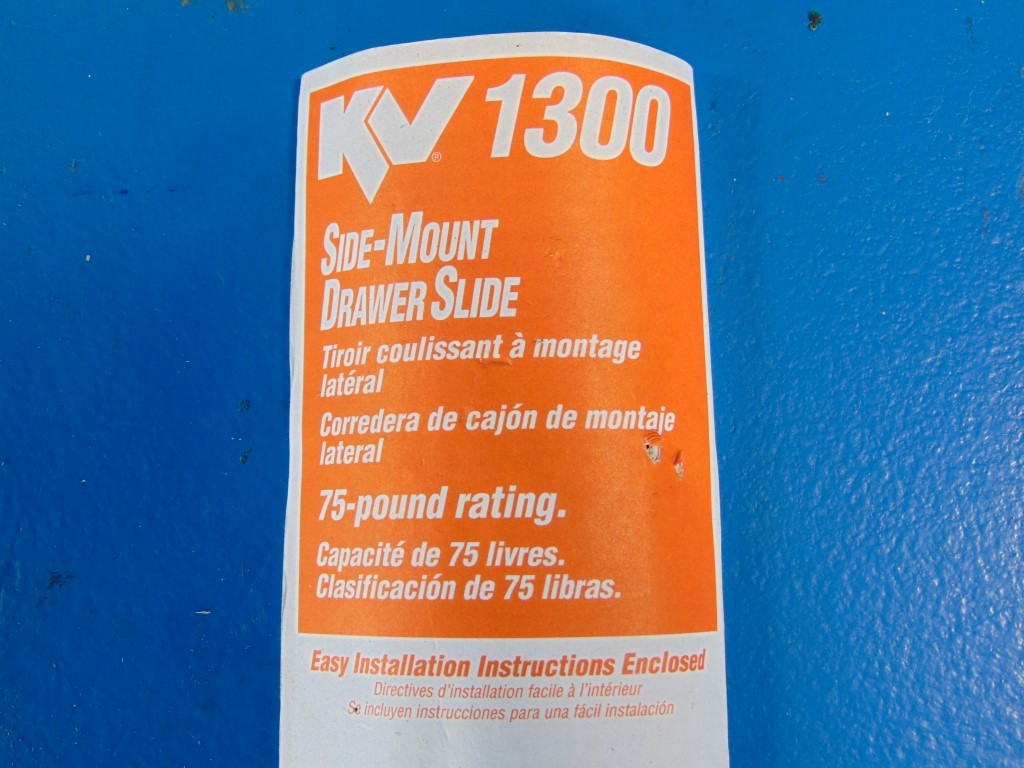 KV® 1300
SIDE-MOUNT
DRAWER SLIDE
Tiroir coulissant à montage
latéral
Corredera de cajón de montaje
lateral
75-pound rating.
Capacité de 75 livres.
Clasificación de 75 libras.
Easy Installation Instructions Enclosed
Directives d'installation facile à l'intérieur
Se incluyen instrucciones para una fácil instalación